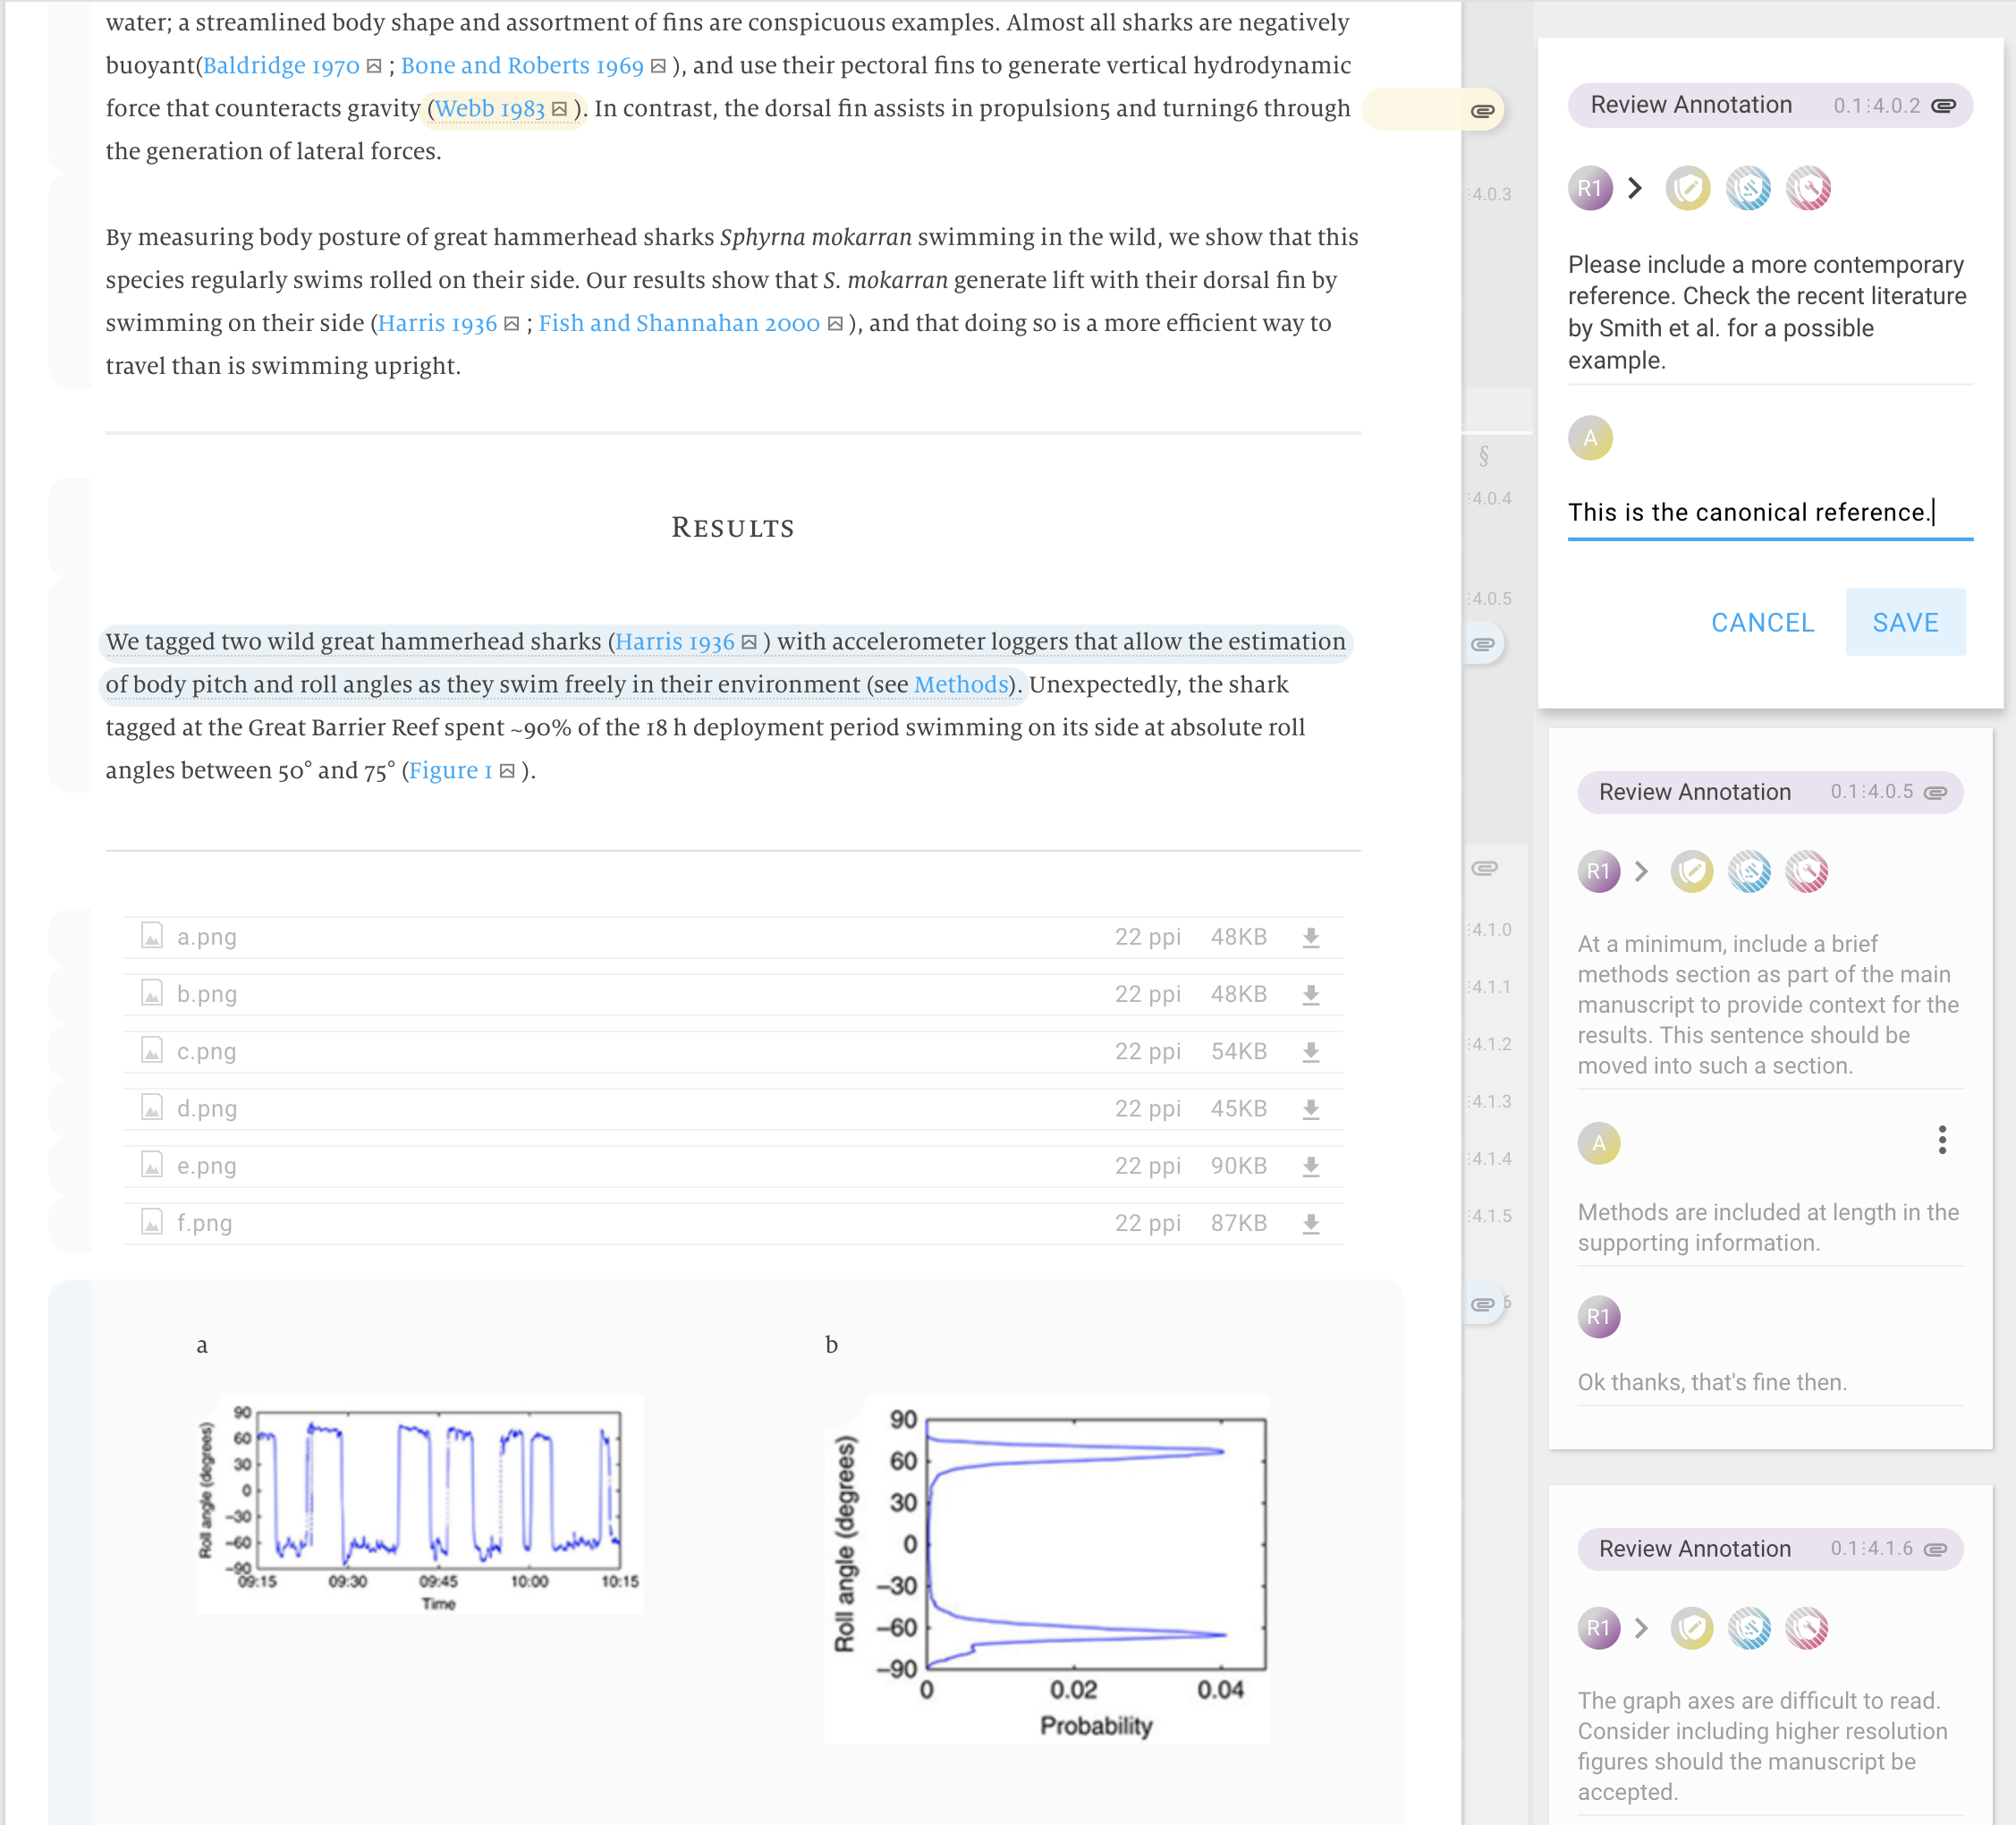 water; a streamlined body shape and assortment of fins are conspicuous examples. Almost all sharks are negatively
buoyant(Baldridge 1970 ; Bone and Roberts 1969 ), and use their pectoral fins to generate vertical hydrodynamic
force that counteracts gravity (Webb 1983 ). In contrast, the dorsal fin assists in propulsion5 and turning6 through
the generation of lateral forces.
⋮4.0.3
By measuring body posture of great hammerhead sharks Sphyrna mokarran swimming in the wild, we show that this
species regularly swims rolled on their side. Our results show that S. mokarran generate lift with their dorsal fin by
swimming on their side (Harris 1936 ; Fish and Shannahan 2000 ), and that doing so is a more efficient way to
travel than is swimming upright.
§
⋮4.0.4
Results
⋮4.0.5
We tagged two wild great hammerhead sharks (Harris 1936 ) with accelerometer loggers that allow the estimation
of body pitch and roll angles as they swim freely in their environment (see Methods). Unexpectedly, the shark
tagged at the Great Barrier Reef spent ~90% of the 18 h deployment period swimming on its side at absolute roll
angles between 50° and 75° (Figure 1 ).
a.png 22 ppi 48KB ⋮4.1.0
b.png 22 ppi 48KB ⋮4.1.1
c.png 22 ppi 54KB ⋮4.1.2
d.png 22 ppi 45KB ⋮4.1.3
e.png 22 ppi 90KB ⋮4.1.4
f.png 22 ppi 87KB ⋮4.1.5
6
a
90
60
30
0
−30
−60
−90
Roll angle (degrees)
09:15 09:30 09:45 10:00 10:15
Time
b
90
60
30
0
−30
−60
−90
Roll angle (degrees)
0 0.02 0.04
Probability
Review Annotation 0.1⋮4.0.2
R1
Please include a more contemporary
reference. Check the recent literature
by Smith et al. for a possible
example.
A
This is the canonical reference.
CANCEL SAVE
Review Annotation 0.1⋮4.0.5
R1
At a minimum, include a brief
methods section as part of the main
manuscript to provide context for the
results. This sentence should be
moved into such a section.
A
Methods are included at length in the
supporting information.
R1
Ok thanks, that's fine then.
Review Annotation 0.1⋮4.1.6
R1
The graph axes are difficult to read.
Consider including higher resolution
figures should the manuscript be
accepted.